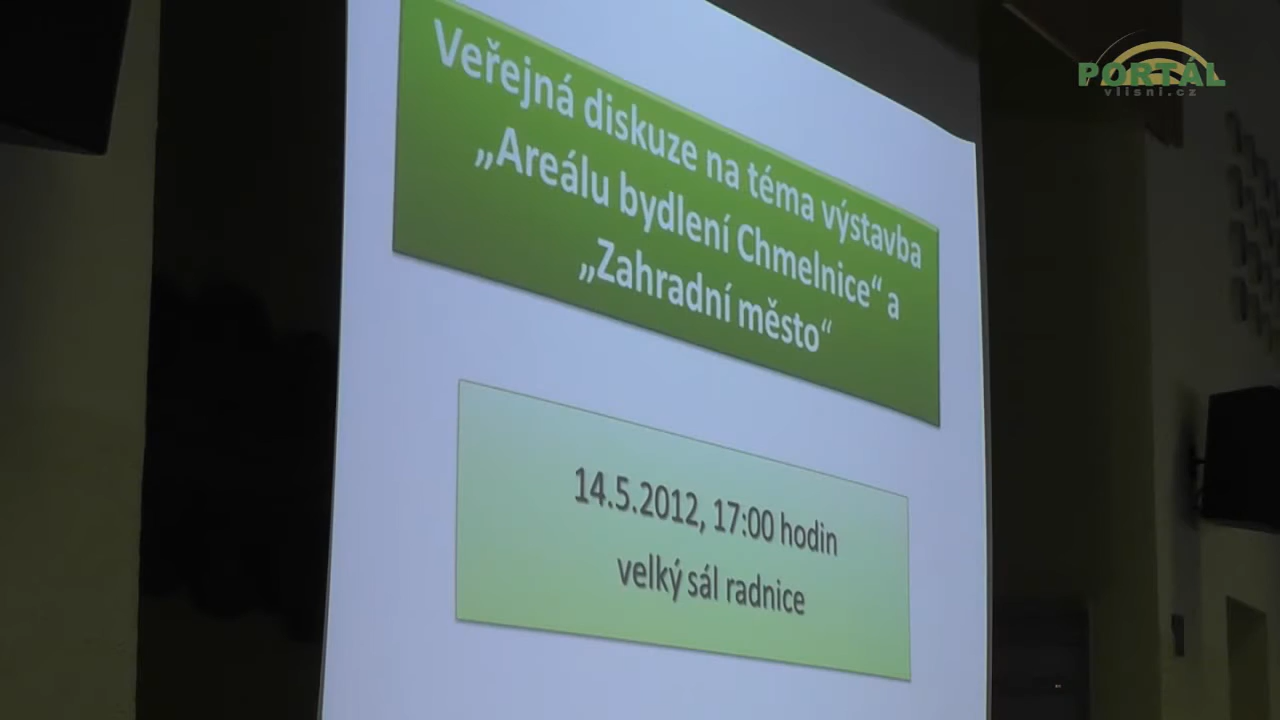 PORTÁL
vlisni.cz
Veřejná diskuze na téma výstavba
„Areálu bydlení Chmelnice“ a
„Zahradní město“
14.5.2012, 17:00 hodin
velký sál radnice